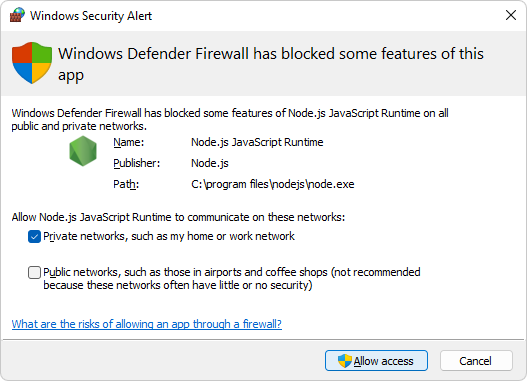 Windows Security Alert
Windows Defender Firewall has blocked some features of this
app
Windows Defender Firewall has blocked some features of Node.js JavaScript Runtime on all
public and private networks.
Name: Node.js JavaScript Runtime
Publisher: Node.js
Path: C:\program files\nodejs\node.exe
Allow Node.js JavaScript Runtime to communicate on these networks:
Private networks, such as my home or work network
Public networks, such as those in airports and coffee shops (not recommended
because these networks often have little or no security)
What are the risks of allowing an app through a firewall?
Allow access Cancel